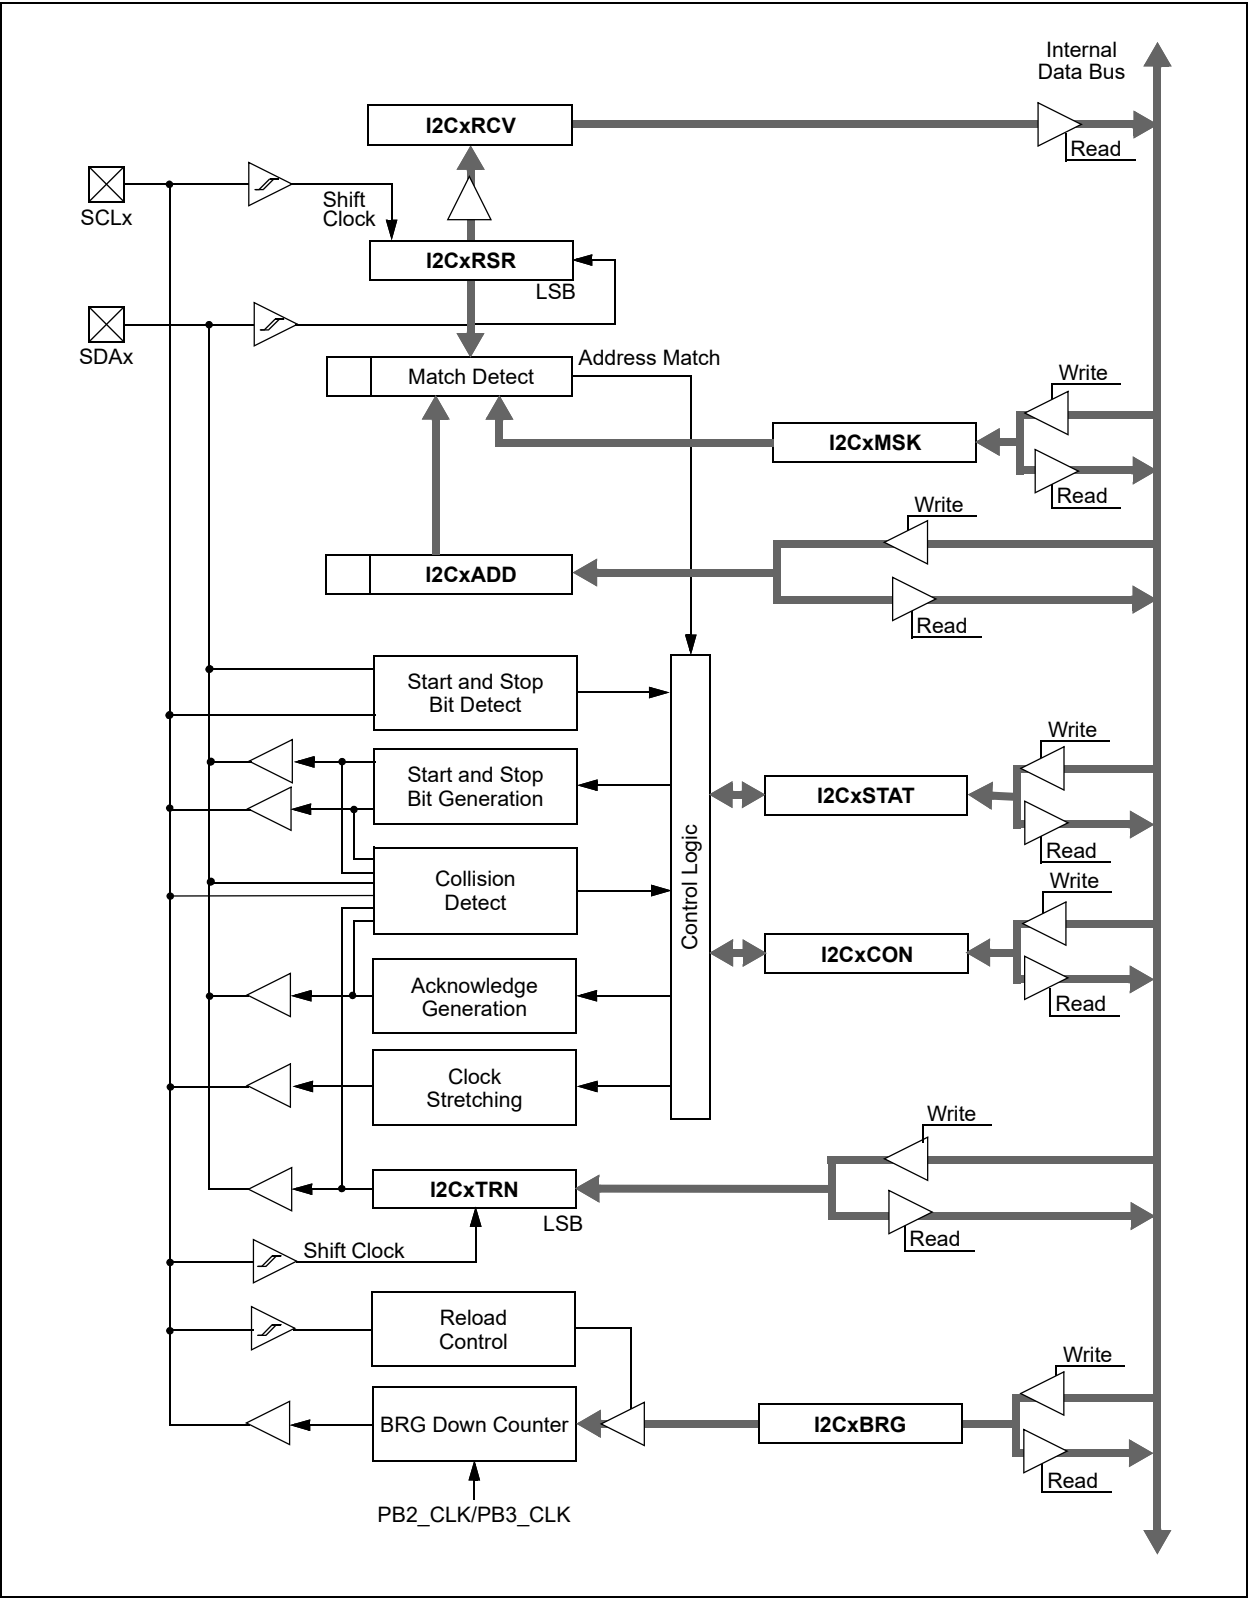 Internal
Data Bus
I2CxRCV
Read
SCLx
Shift
Clock
I2CxRSR
LSB
SDAx
Address Match
Match Detect
Write
I2CxMSK
Read
Write
I2CxADD
Read
Start and Stop
Bit Detect
Write
Start and Stop
Bit Generation
I2CxSTAT
Control Logic
Read
Collision
Detect
Write
I2CxCON
Acknowledge
Generation
Read
Clock
Stretching
Write
I2CxTRN
LSB
Read
Shift Clock
Reload
Control
Write
BRG Down Counter
I2CxBRG
Read
PB2_CLK/PB3_CLK